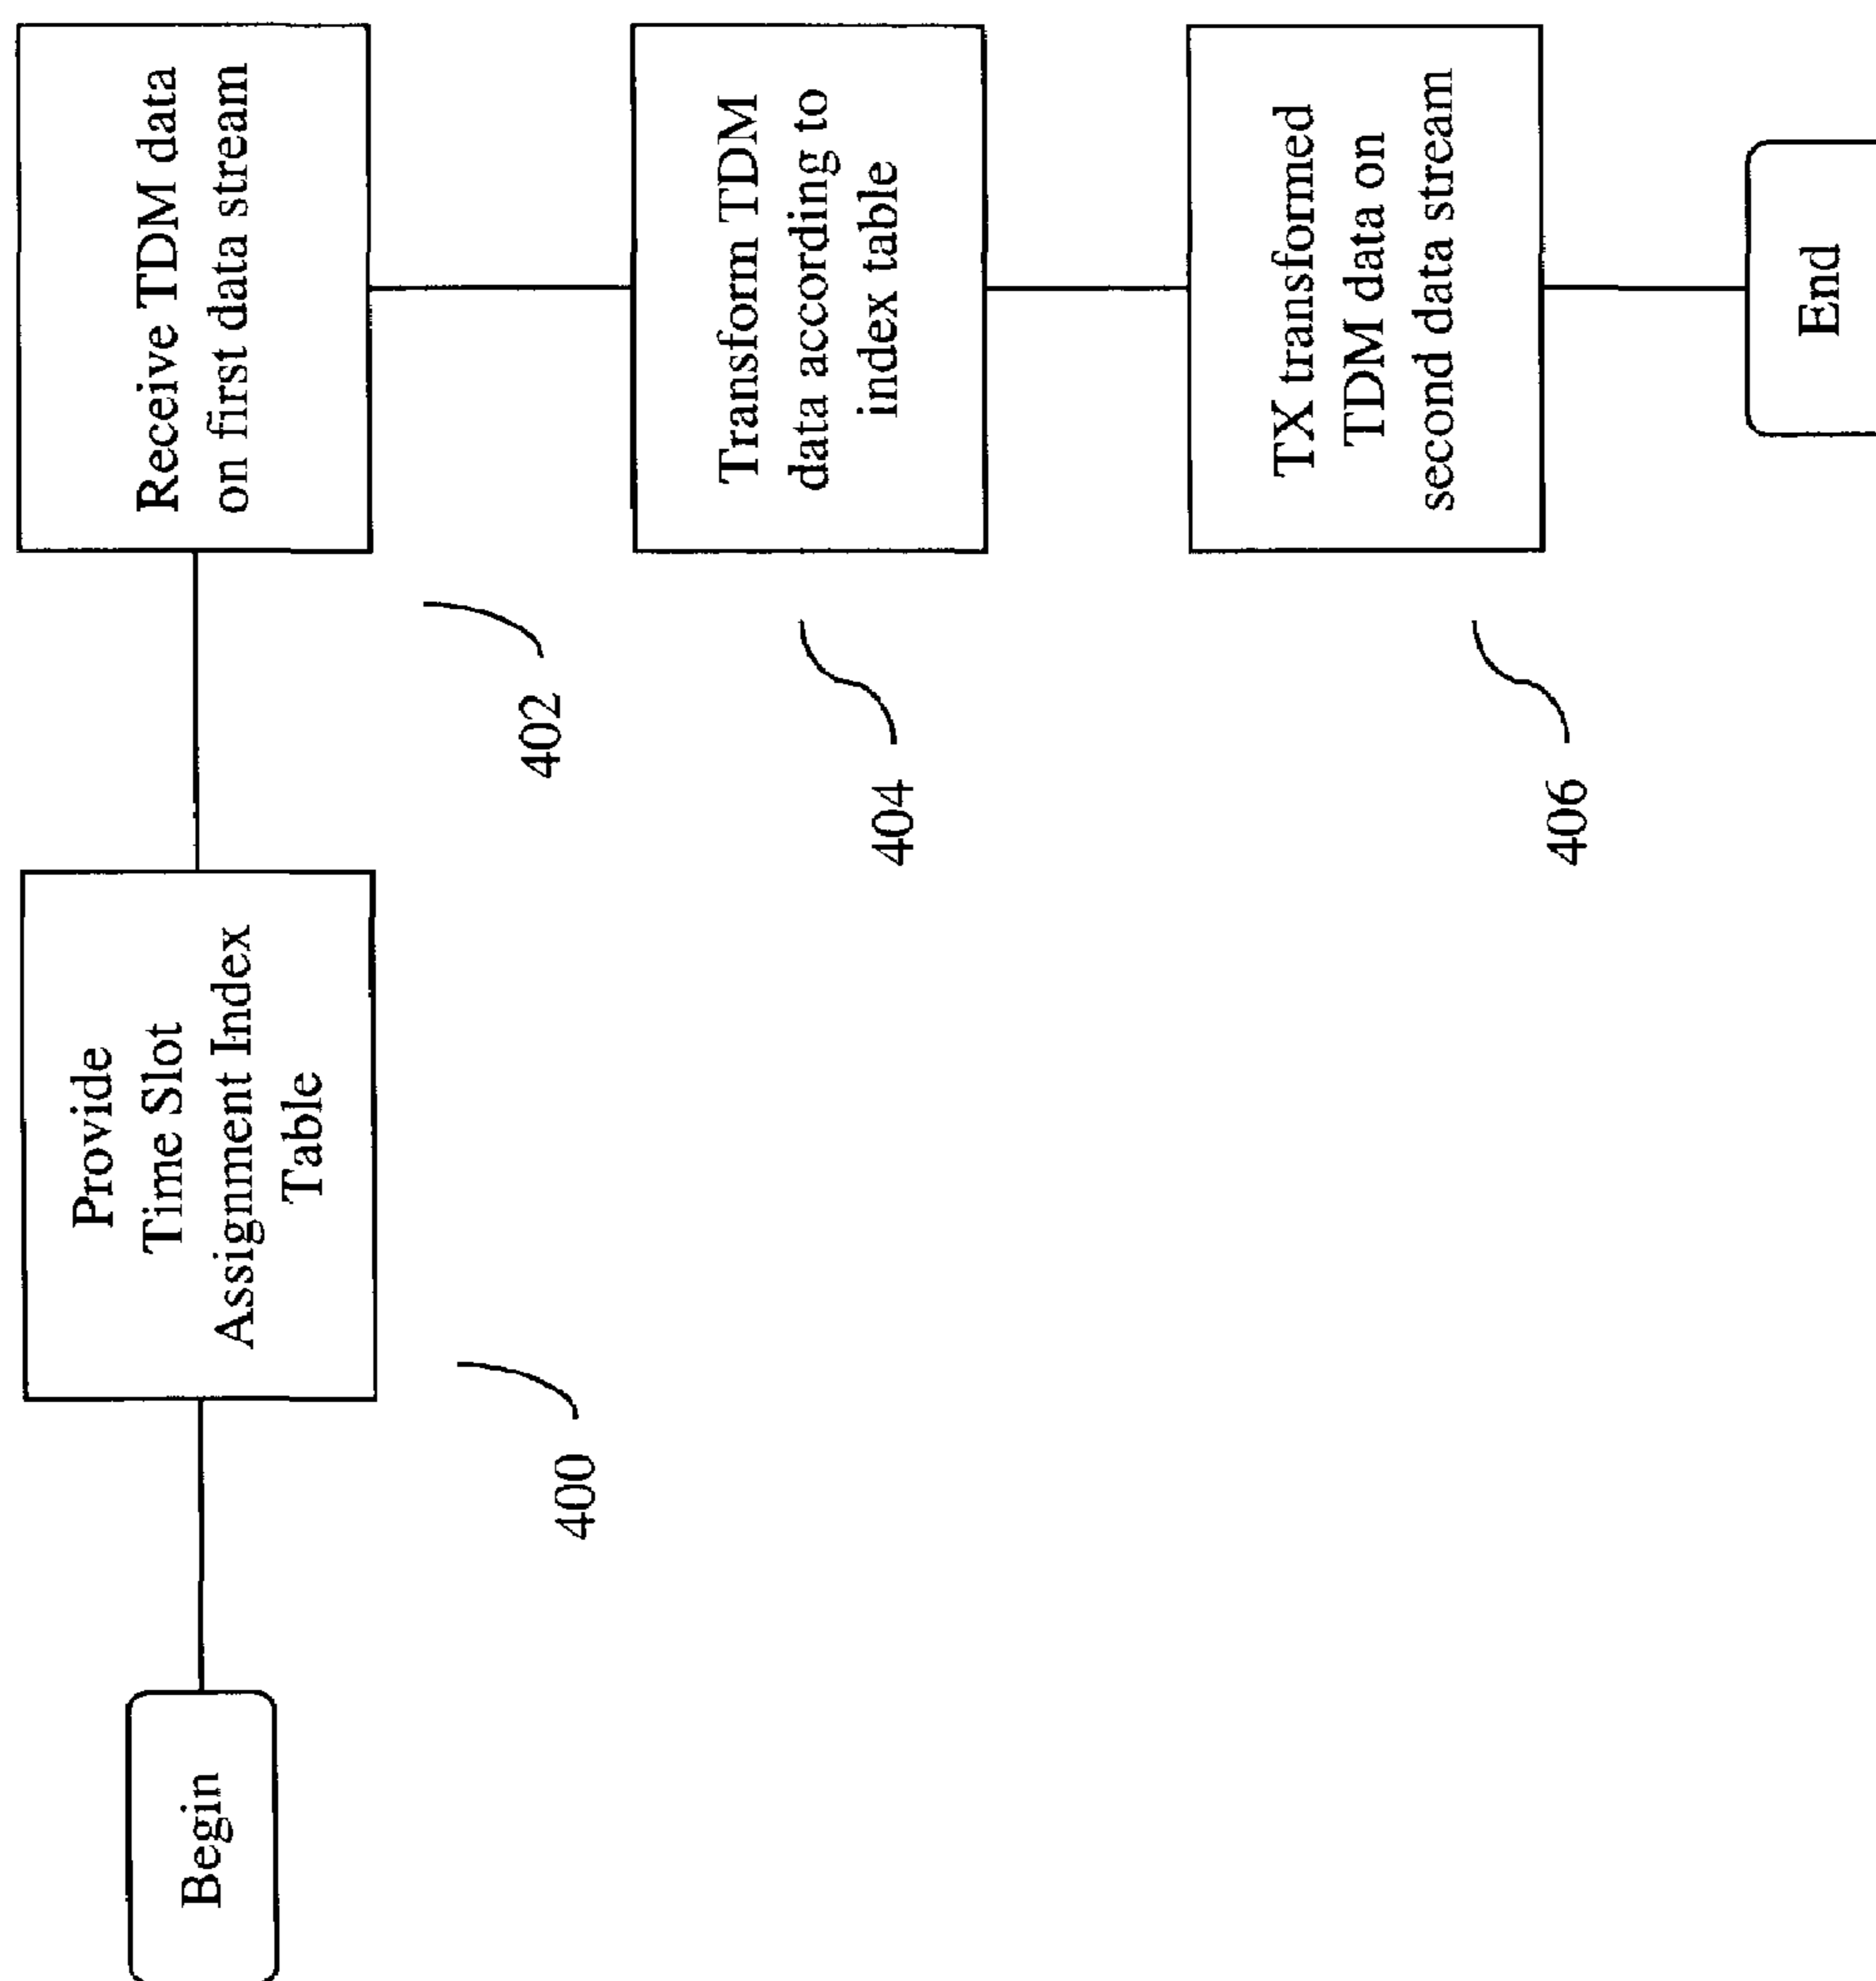 Begin
Provide
Time Slot
Assignment Index
Table
400
Receive TDM data
on first data stream
402
Transform TDM
data according to
index table
404
TX transformed
TDM data on
second data stream
406
End